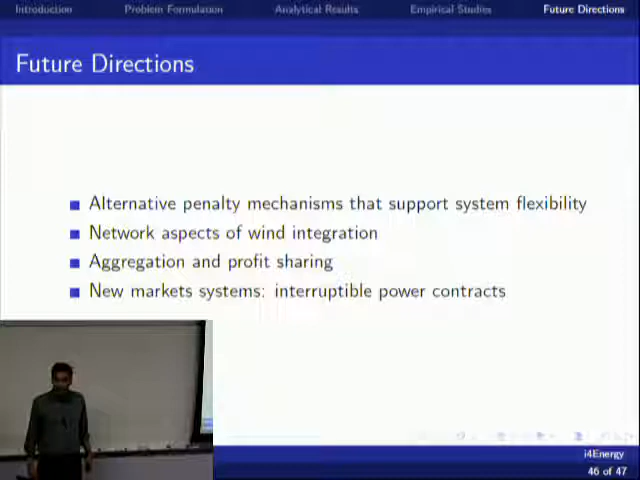 Introduction Problem Formulation Analytical Results Empirical Studies Future Directions
Future Directions
Alternative penalty mechanisms that support system flexibility
Network aspects of wind integration
Aggregation and profit sharing
New markets systems: interruptible power contracts
i4Energy
46 of 47